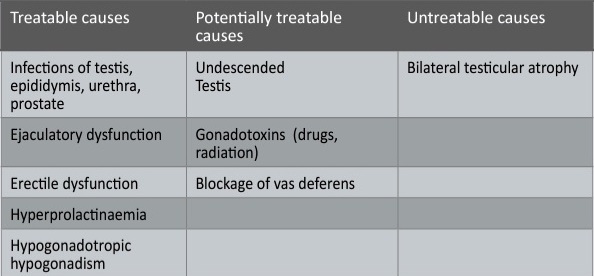 Treatable causes
Potentially treatable
causes
Untreatable causes
Infections of testis,
epididymis, urethra,
prostate
Undescended
Testis
Bilateral testicular atrophy
Ejaculatory dysfunction
Gonadotoxins (drugs,
radiation)
Erectile dysfunction
Blockage of vas deferens
Hyperprolactinaemia
Hypogonadotropic
hypogonadism